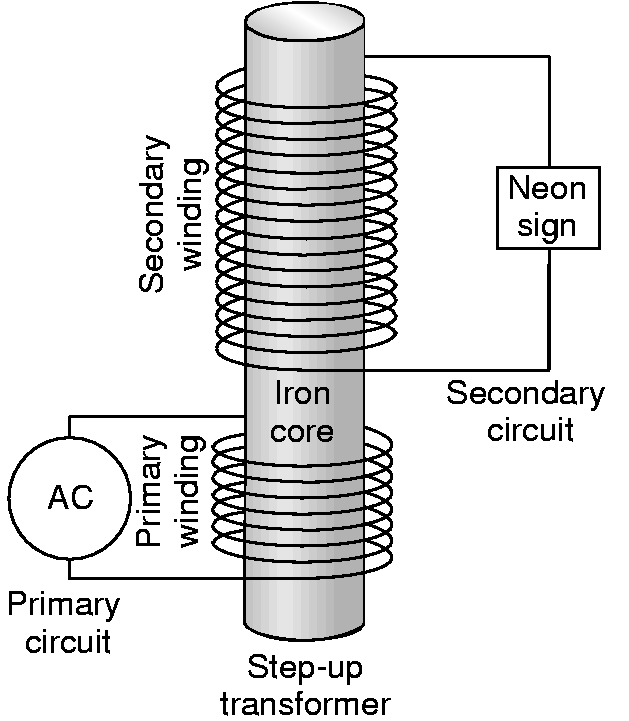 Secondary
winding
Neon
sign
Iron
core
Secondary
circuit
AC
Primary
winding
Primary
circuit
Step-up
transformer